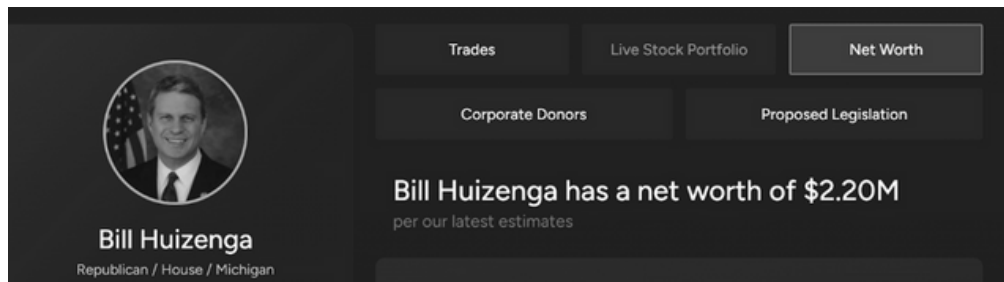 Trades
Live Stock Portfolio
Net Worth
Corporate Donors
Proposed Legislation
Bill Huizenga has a net worth of $2.20M
per our latest estimates
Bill Huizenga
Republican / House / Michigan